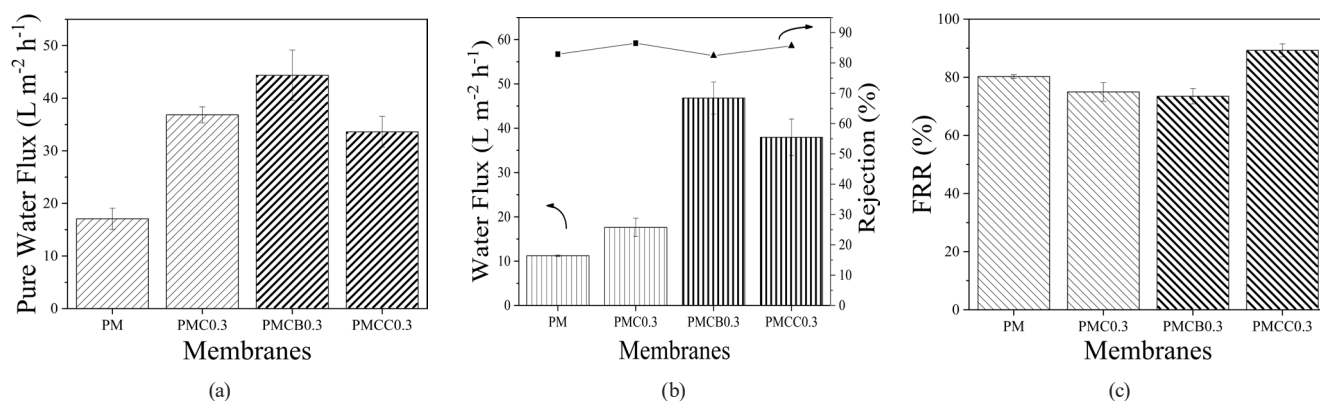 Pure Water Flux (L m⁻² h⁻¹)
50
40
30
20
10
0
PM PMC0.3 PMCB0.3 PMCC0.3
Membranes
(a)
Water Flux (L m⁻² h⁻¹)
60
50
40
30
20
10
0
90
80
70
60
50
40
30
20
10
0
Rejection (%)
PM PMC0.3 PMCB0.3 PMCC0.3
Membranes
(b)
FRR (%)
100
80
60
40
20
0
PM PMC0.3 PMCB0.3 PMCC0.3
Membranes
(c)